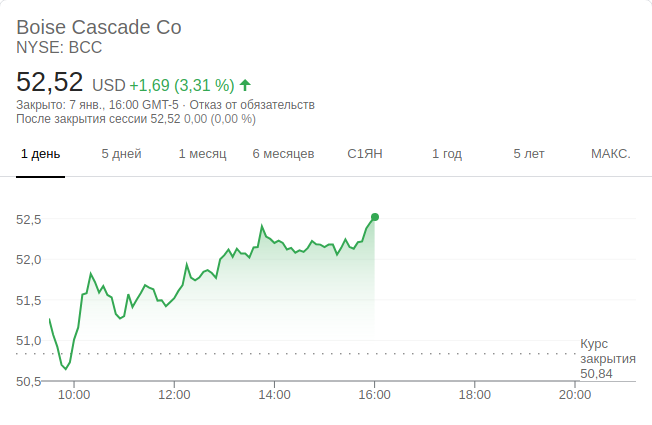 Boise Cascade Co
NYSE: BCC
52,52 USD +1,69 (3,31 %)
Закрыто: 7 янв., 16:00 GMT-5 · Отказ от обязательств
После закрытия сессии 52,52 0,00 (0,00 %)
1 день 5 дней 1 месяц 6 месяцев С1ЯН 1 год 5 лет МАКС.
52,5
52,0
51,5
51,0
Курс
закрытия
50,84
50,5
10:00 12:00 14:00 16:00 18:00 20:00